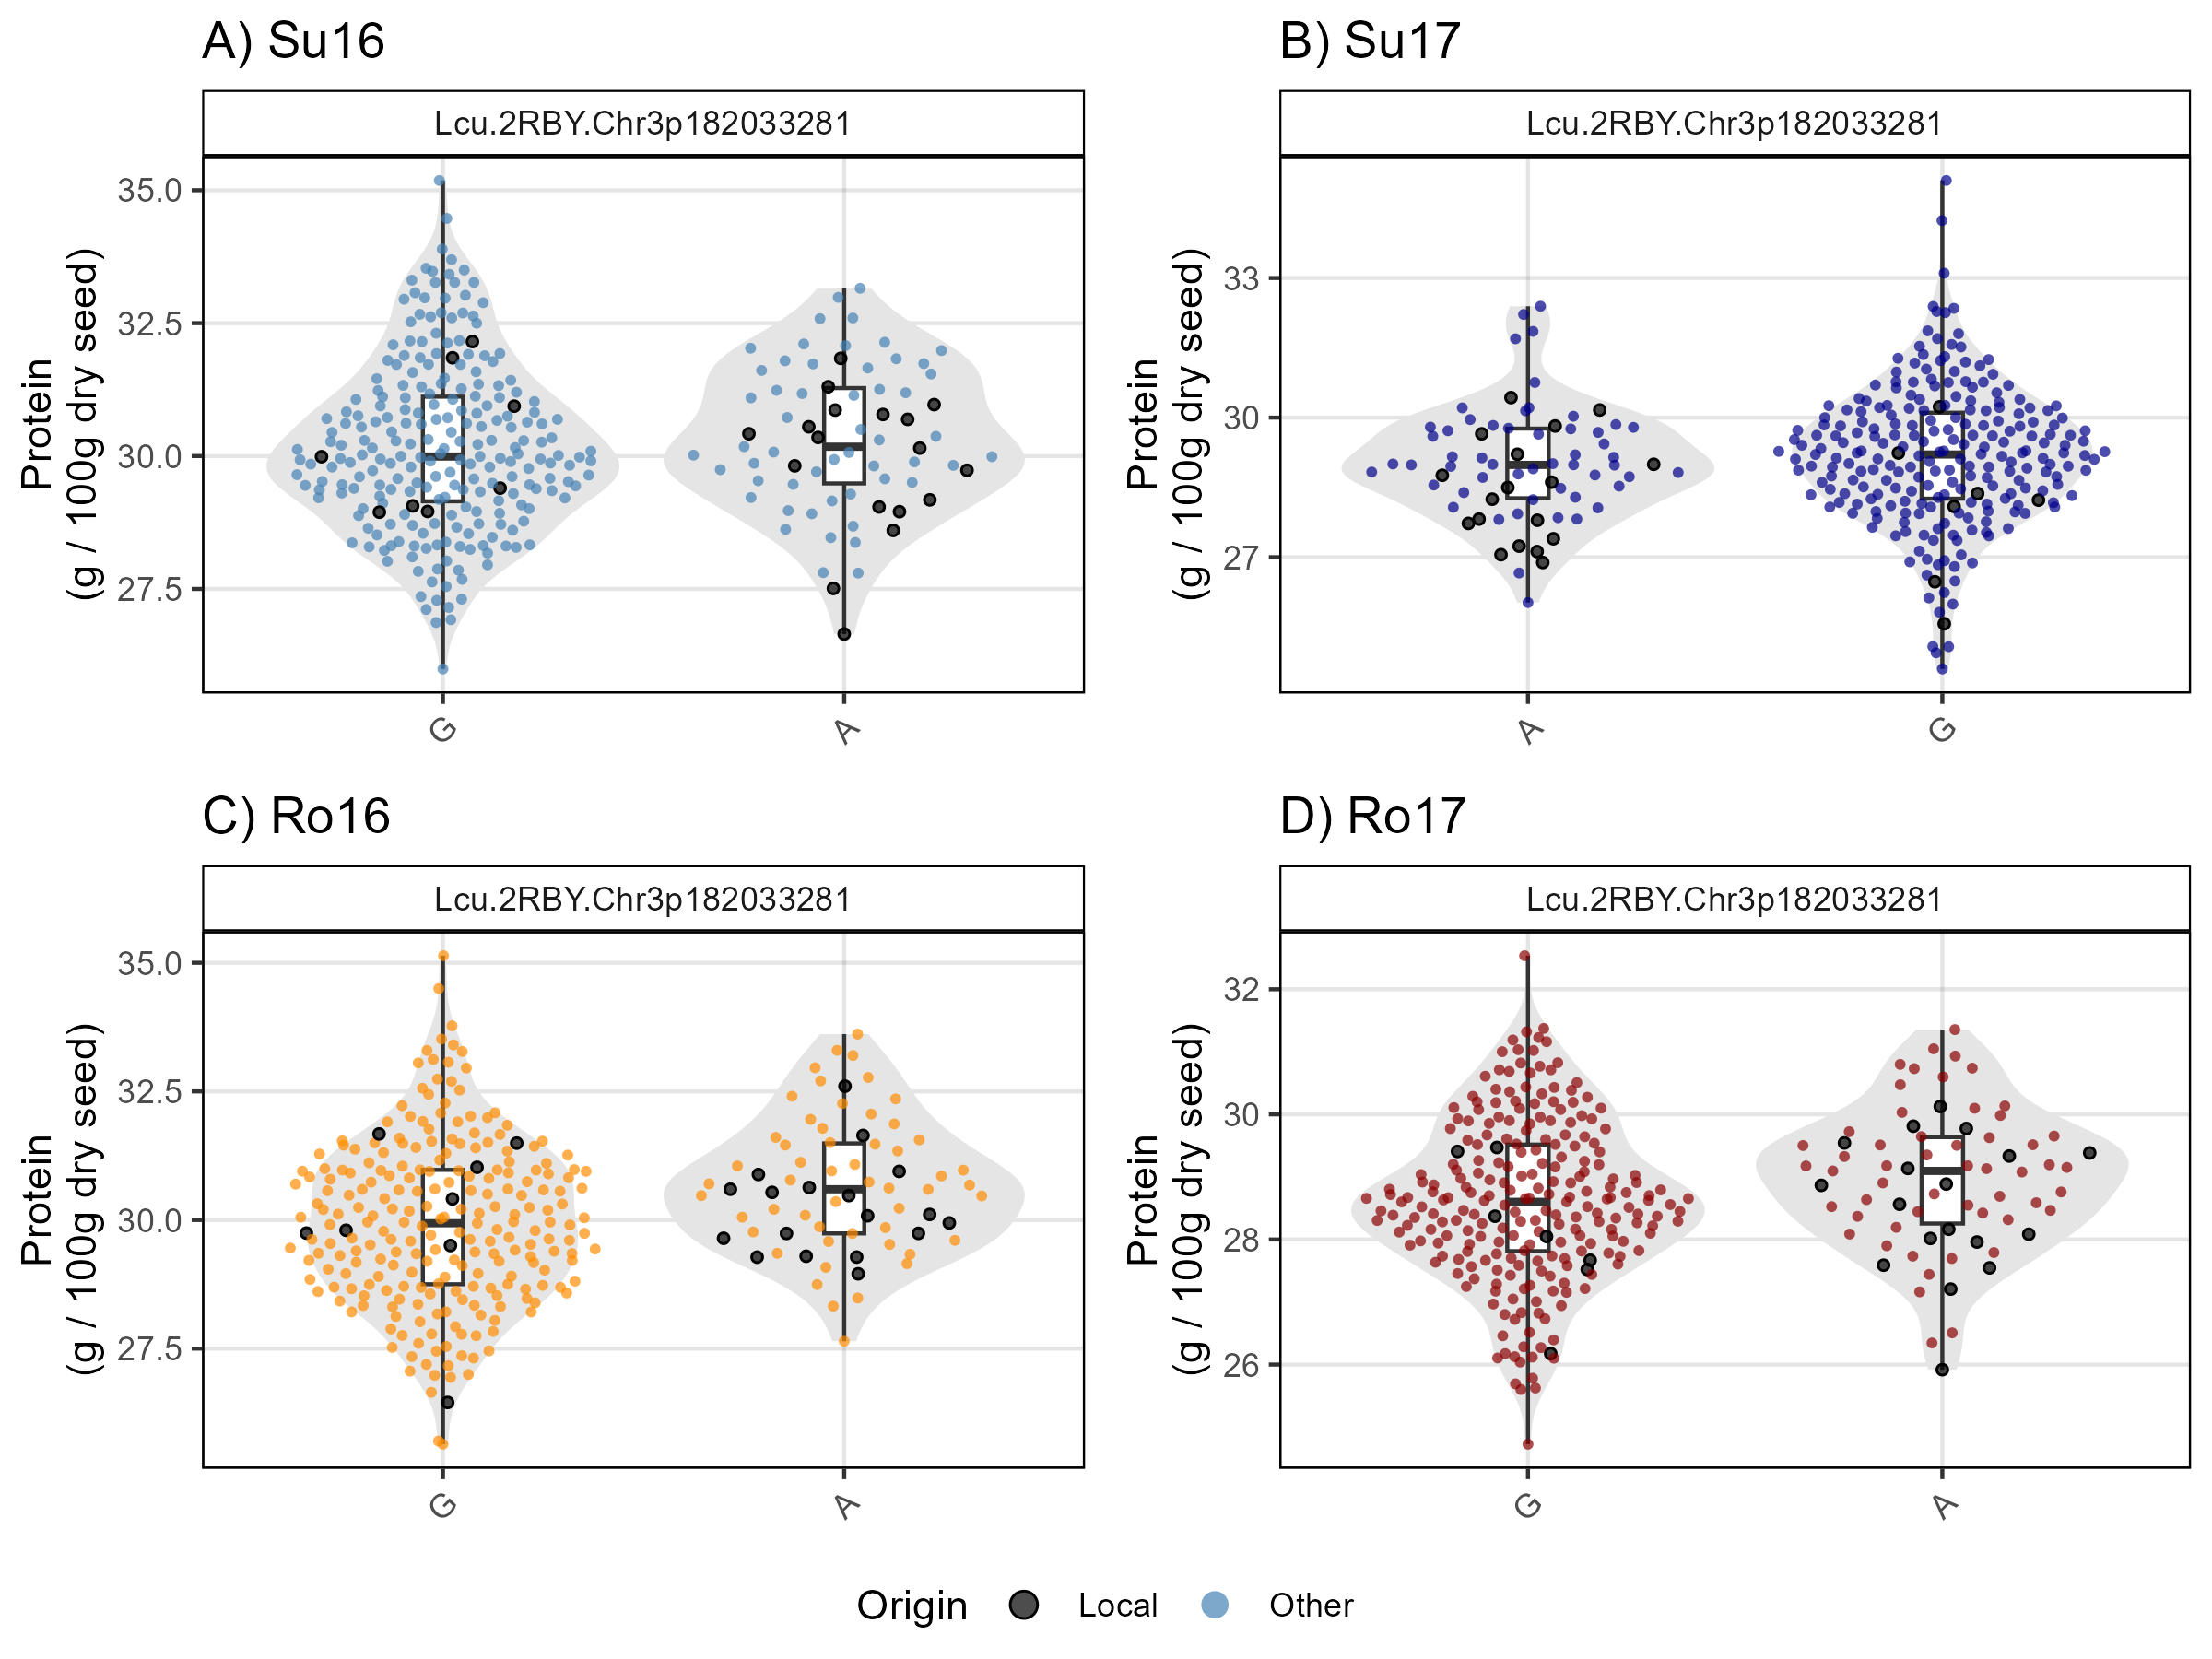 A) Su16
Lcu.2RBY.Chr3p182033281
Protein
(g / 100g dry seed)
35.0
32.5
30.0
27.5
G
A
B) Su17
Lcu.2RBY.Chr3p182033281
Protein
(g / 100g dry seed)
33
30
27
A
G
C) Ro16
Lcu.2RBY.Chr3p182033281
Protein
(g / 100g dry seed)
35.0
32.5
30.0
27.5
G
A
D) Ro17
Lcu.2RBY.Chr3p182033281
Protein
(g / 100g dry seed)
32
30
28
26
G
A
Origin Local Other